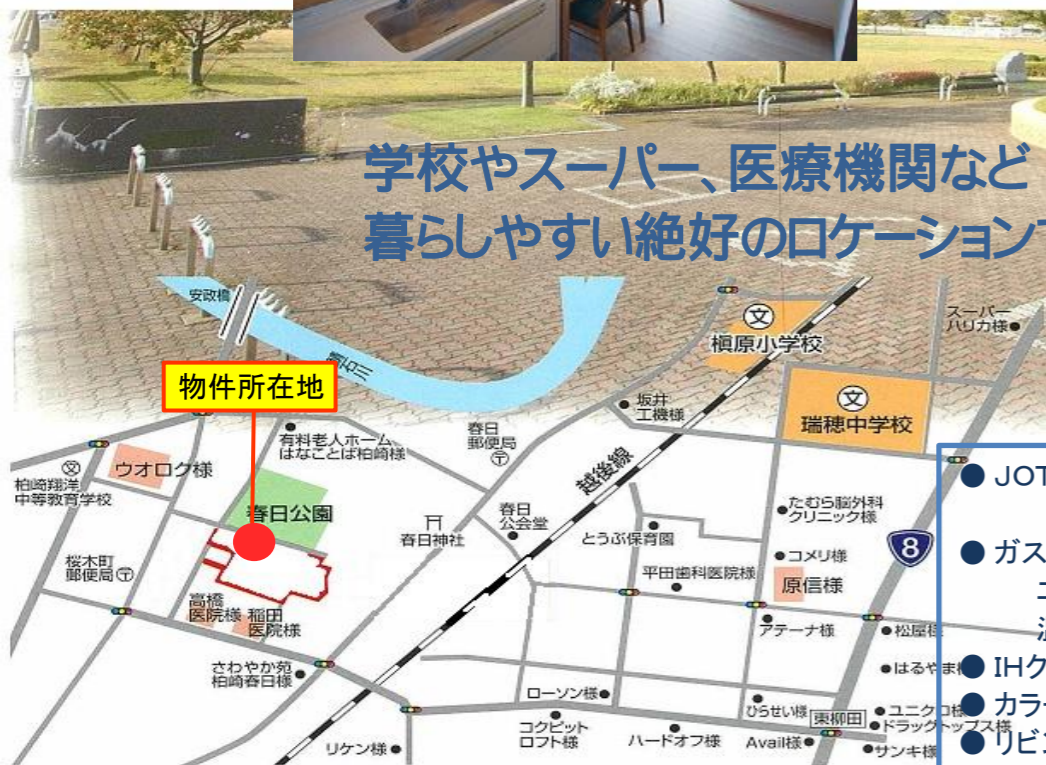 学校やスーパー、医療機関など
暮らしやすい絶好のロケーション
安政橋
物件所在地
文
槇原小学校
スーパー
ハリカ様
坂井
工機様
文
瑞穂中学校
有料老人ホーム
はなことば柏崎様
春日
郵便局
越後線
文
柏崎翔洋
中等教育学校
ウオロク様
春日公園
春日神社
春日
公会堂
とうぶ保育園
たむら脳外科
クリニック様
8
コメリ様
原信様
桜木町
郵便局
高橋
医院様
稲田
医院様
平田歯科医院様
アテーナ様
松屋様
さわやか苑
柏崎春日様
はるやま様
ローソン様
コクピット
ロフト様
ハードオフ様
ひらせい様
Avail様
東柳田
ユニクロ様
ドラッグトップス様
サンキ様
リケン様
● JOT
● ガス
● IHク
● カラー
● リビン